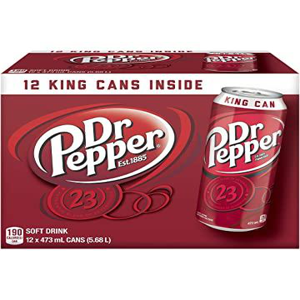 12 KING CANS INSIDE
Dr
Pepper
Est.1885
23
KING CAN
Dr
Pepper
23
190
SOFT DRINK
12 x 473 mL CANS (5.68 L)